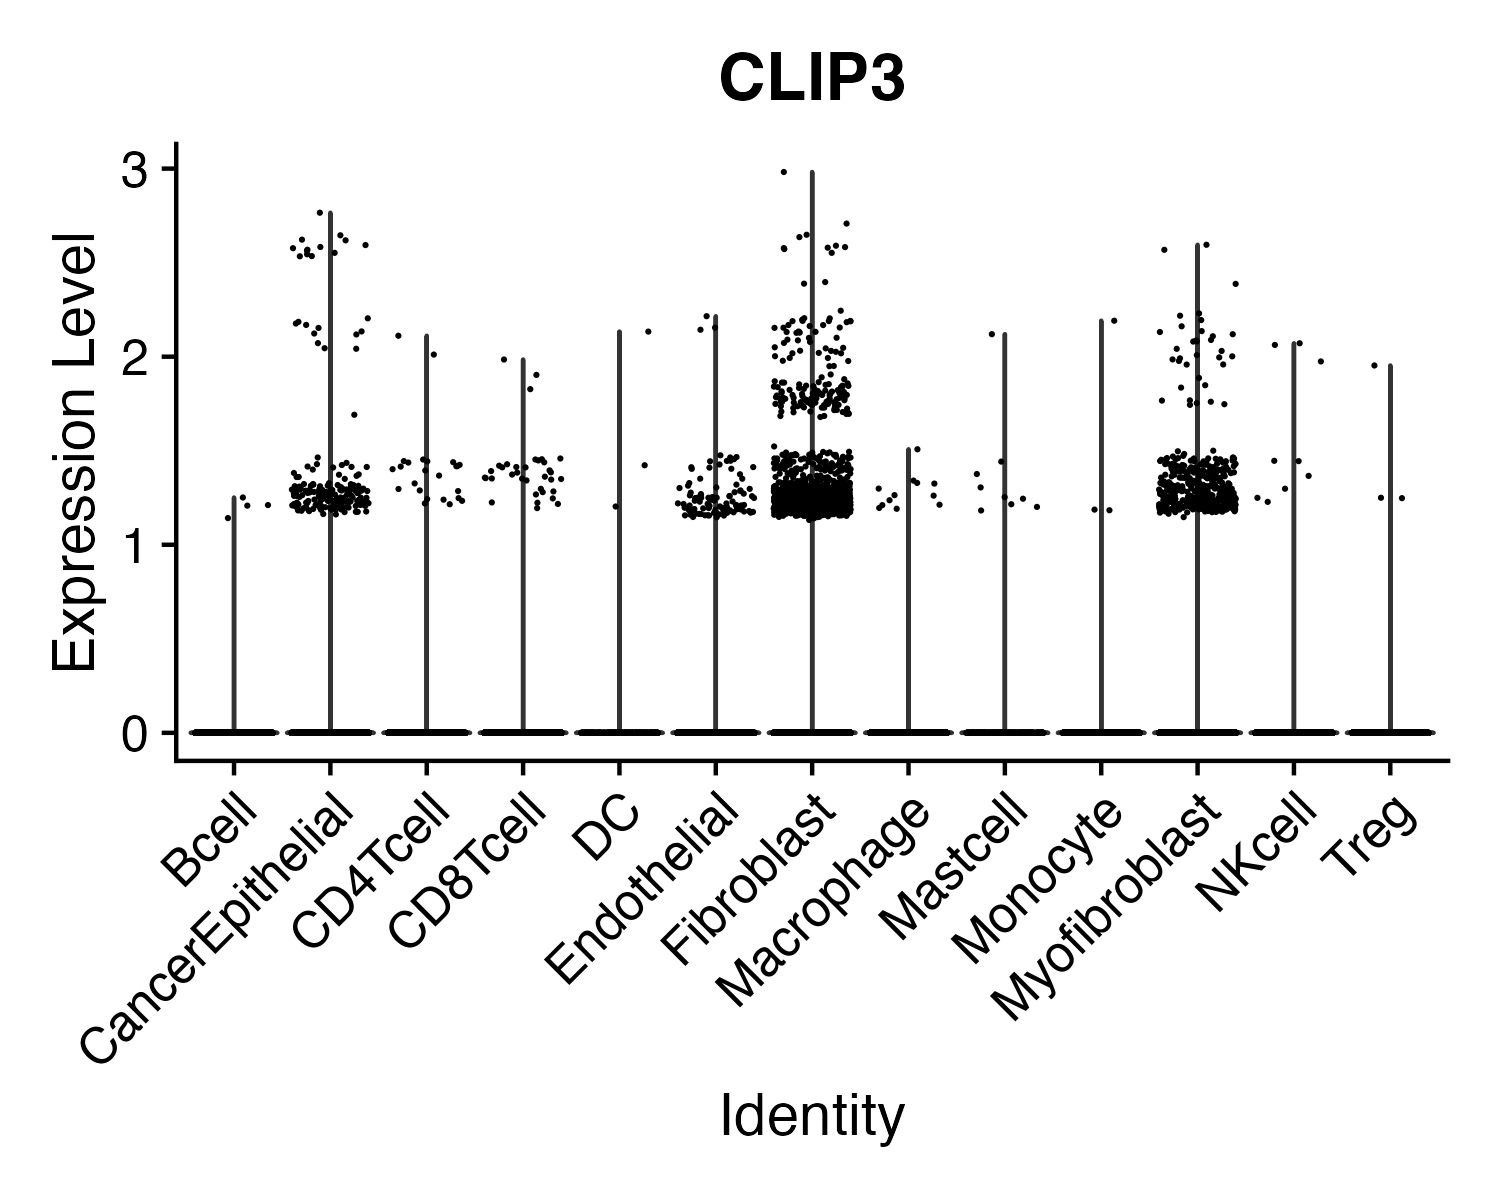 CLIP3
Expression Level
3
2
1
0
Bcell
CancerEpithelial
CD4Tcell
CD8Tcell
DC
Endothelial
Fibroblast
Macrophage
Mastcell
Monocyte
Myofibroblast
NKcell
Treg
Identity